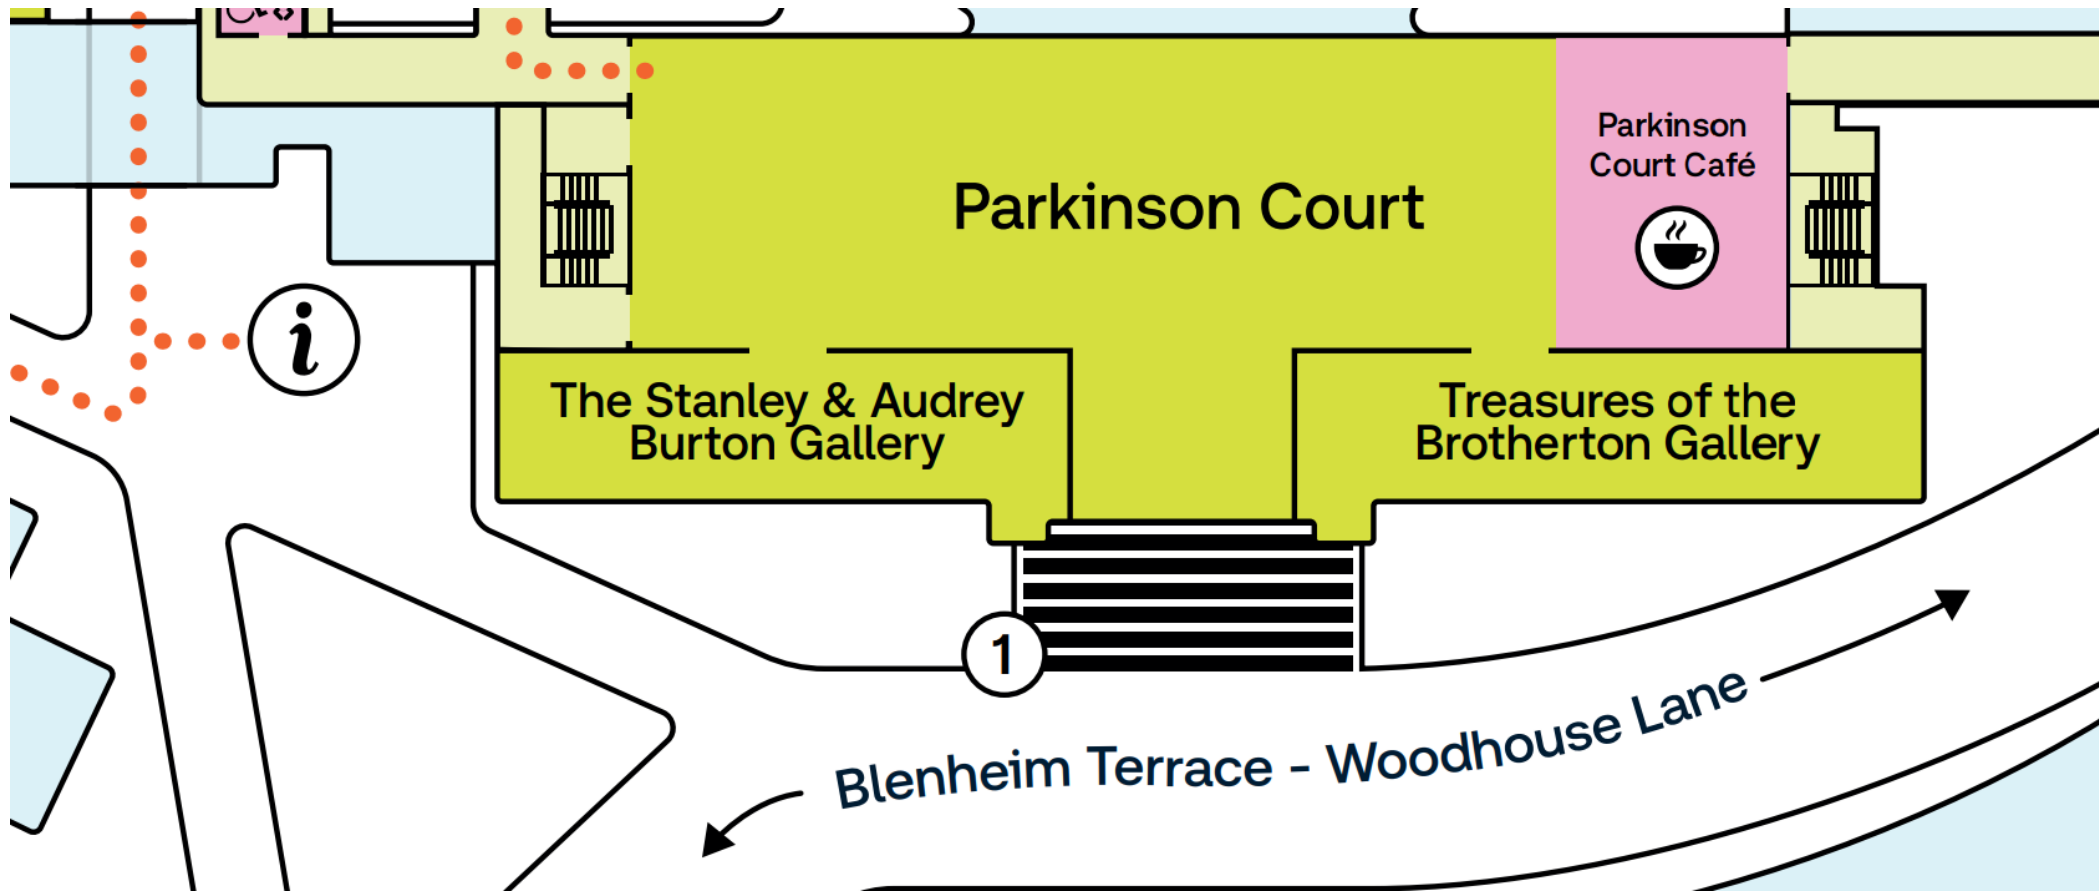 Parkinson
Court Café
Parkinson Court
The Stanley & Audrey
Burton Gallery
Treasures of the
Brotherton Gallery
i
1
Blenheim Terrace - Woodhouse Lane